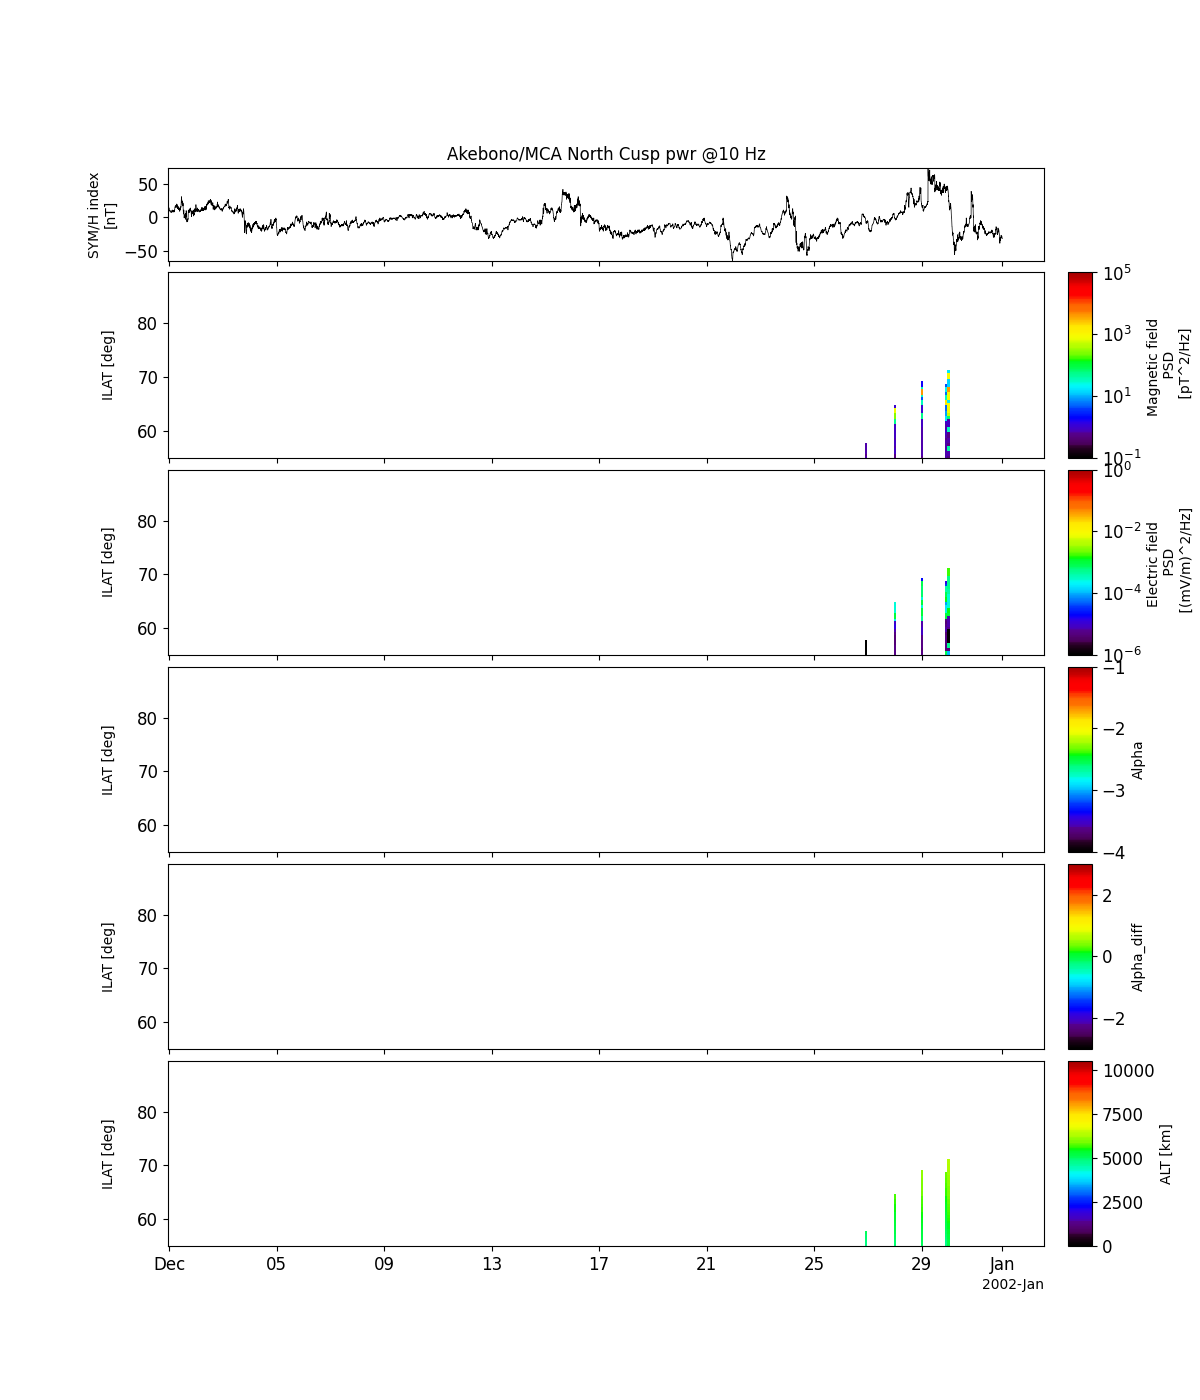 Akebono/MCA North Cusp pwr @10 Hz
SYM/H index
[nT]
50
0
−50
ILAT [deg]
80
70
60
10^5
10^3
10^1
10^−1
Magnetic field
PSD
[pT^2/Hz]
ILAT [deg]
80
70
60
10^0
10^−2
10^−4
10^−6
Electric field
PSD
[(mV/m)^2/Hz]
ILAT [deg]
80
70
60
−1
−2
−3
−4
Alpha
ILAT [deg]
80
70
60
2
0
−2
Alpha_diff
ILAT [deg]
80
70
60
10000
7500
5000
2500
0
ALT [km]
Dec 05 09 13 17 21 25 29 Jan
2002-Jan